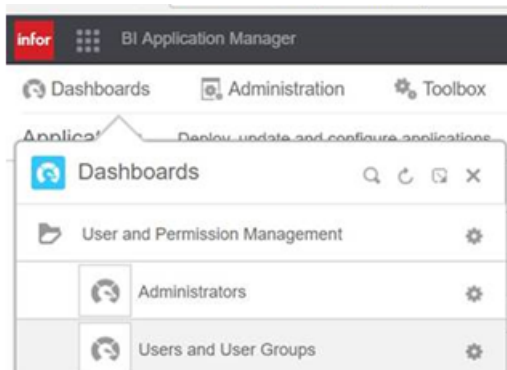 infor BI Application Manager
Dashboards Administration Toolbox
Applicat Deploy, update and configure applications
Dashboards
User and Permission Management
Administrators
Users and User Groups